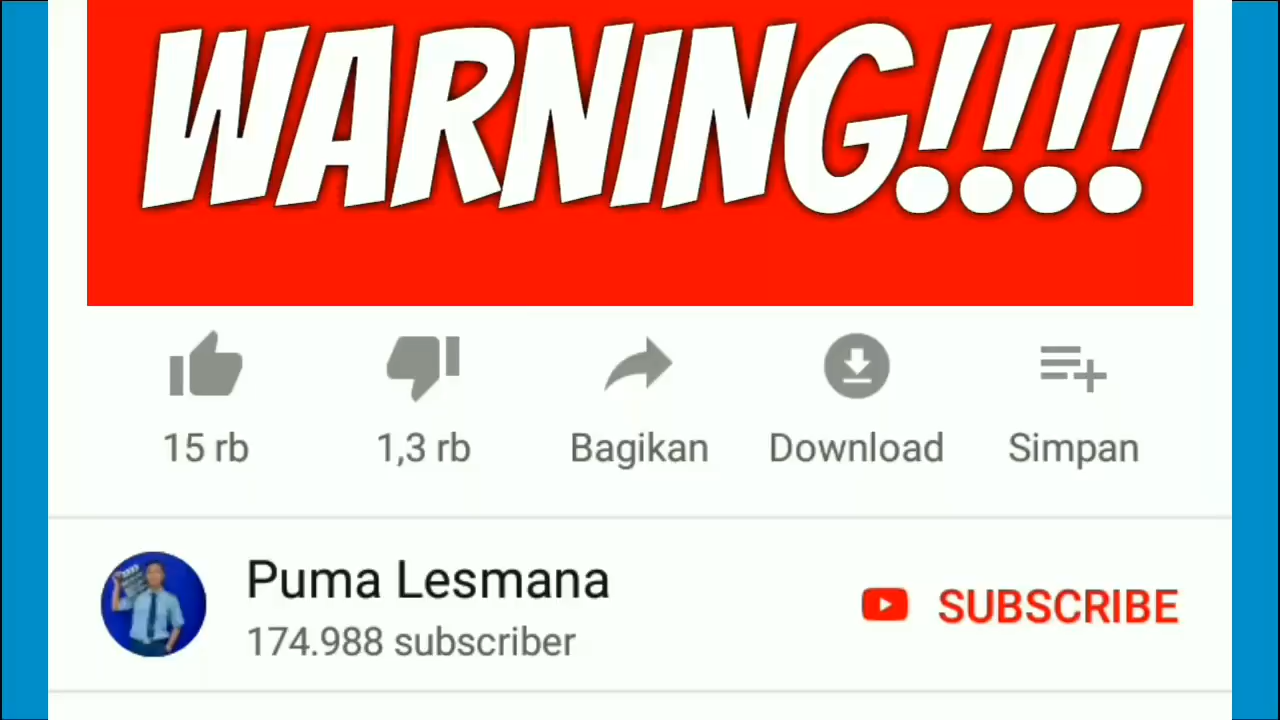 WARNING!!!!
15 rb 1,3 rb Bagikan Download Simpan
Puma Lesmana
174.988 subscriber
SUBSCRIBE